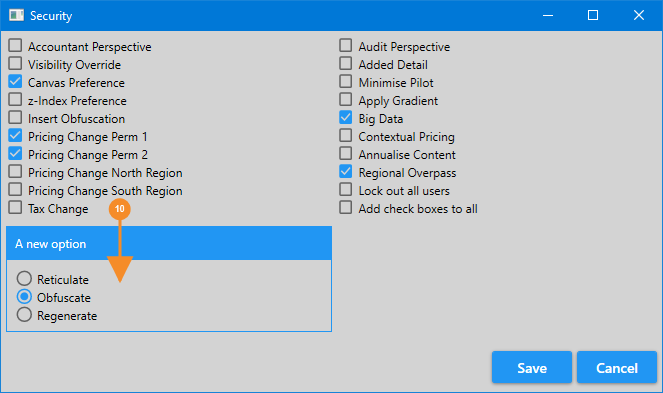 Security
Accountant Perspective
Visibility Override
Canvas Preference
z-Index Preference
Insert Obfuscation
Pricing Change Perm 1
Pricing Change Perm 2
Pricing Change North Region
Pricing Change South Region
Tax Change
10
Audit Perspective
Added Detail
Minimise Pilot
Apply Gradient
Big Data
Contextual Pricing
Annualise Content
Regional Overpass
Lock out all users
Add check boxes to all
A new option
Reticulate
Obfuscate
Regenerate
Save
Cancel